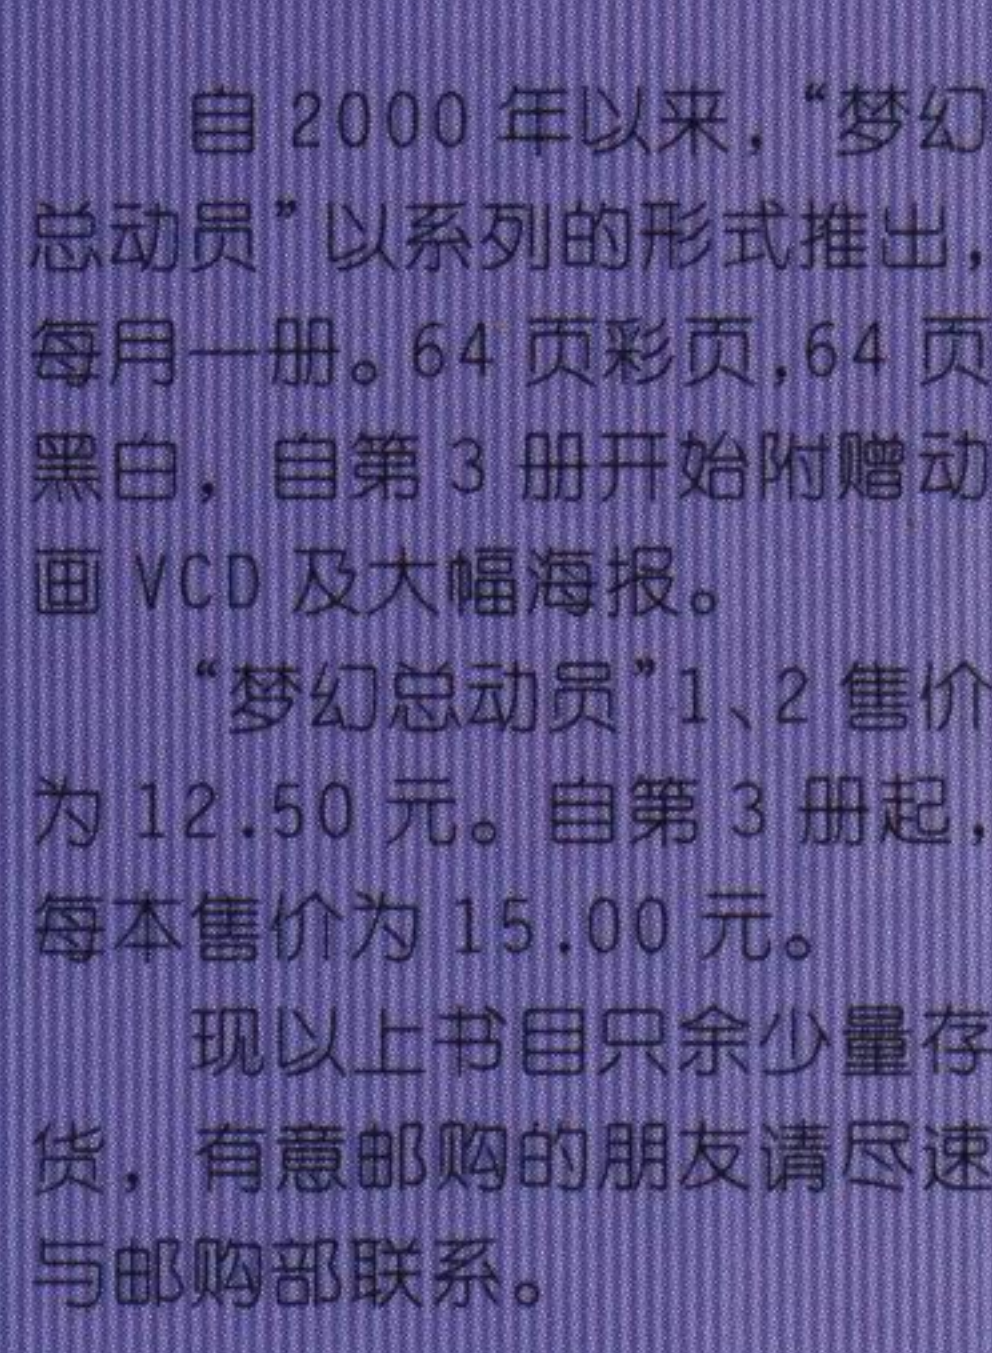 自 2000 年以来，“梦幻
总动员”以系列的形式推出，
每月一册。64 页彩页,64 页
黑白，自第 3 册开始附赠动
画 VCD 及大幅海报。
“梦幻总动员”1、2 售价
为 12.50 元。自第 3 册起，
每本售价为 15.00 元。
现以上书目只余少量存
货，有意邮购的朋友请尽速
与邮购部联系。